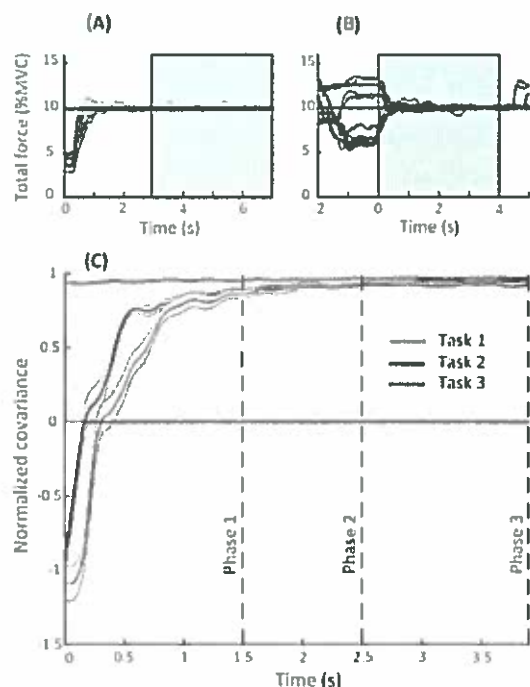 (A)
(B)
Total force (%MVC)
15
10
5
0
0
2
4
6
Time (s)
15
10
5
0
2
0
2
4
Time (s)
(C)
Normalized covariance
1
0.5
0
-0.5
-1
-1.5
Task 1
Task 2
Task 3
Phase 1
Phase 2
Phase 3
0
0.5
1
1.5
2
2.5
3
3.5
Time (s)